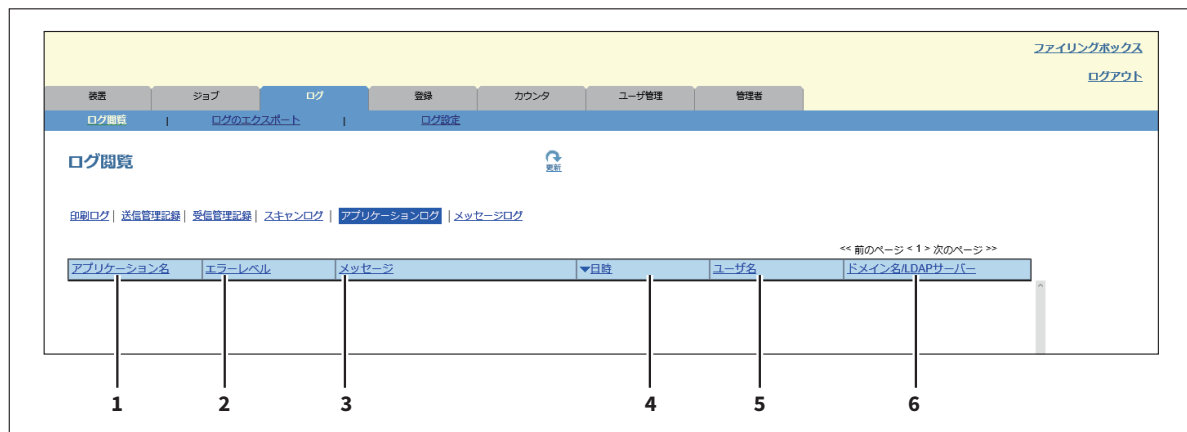 ファイリングボックス
ログアウト
装置 ジョブ ログ 登録 カウンタ ユーザ管理 管理者
ログ閲覧 | ログのエクスポート | ログ設定
ログ閲覧 更新
印刷ログ | 送信管理記録 | 受信管理記録 | スキャンログ | アプリケーションログ | メッセージログ
<< 前のページ < 1 > 次のページ >>
アプリケーション名 エラーレベル メッセージ ▼日時 ユーザ名 ドメイン名/LDAPサーバー
1 2 3 4 5 6